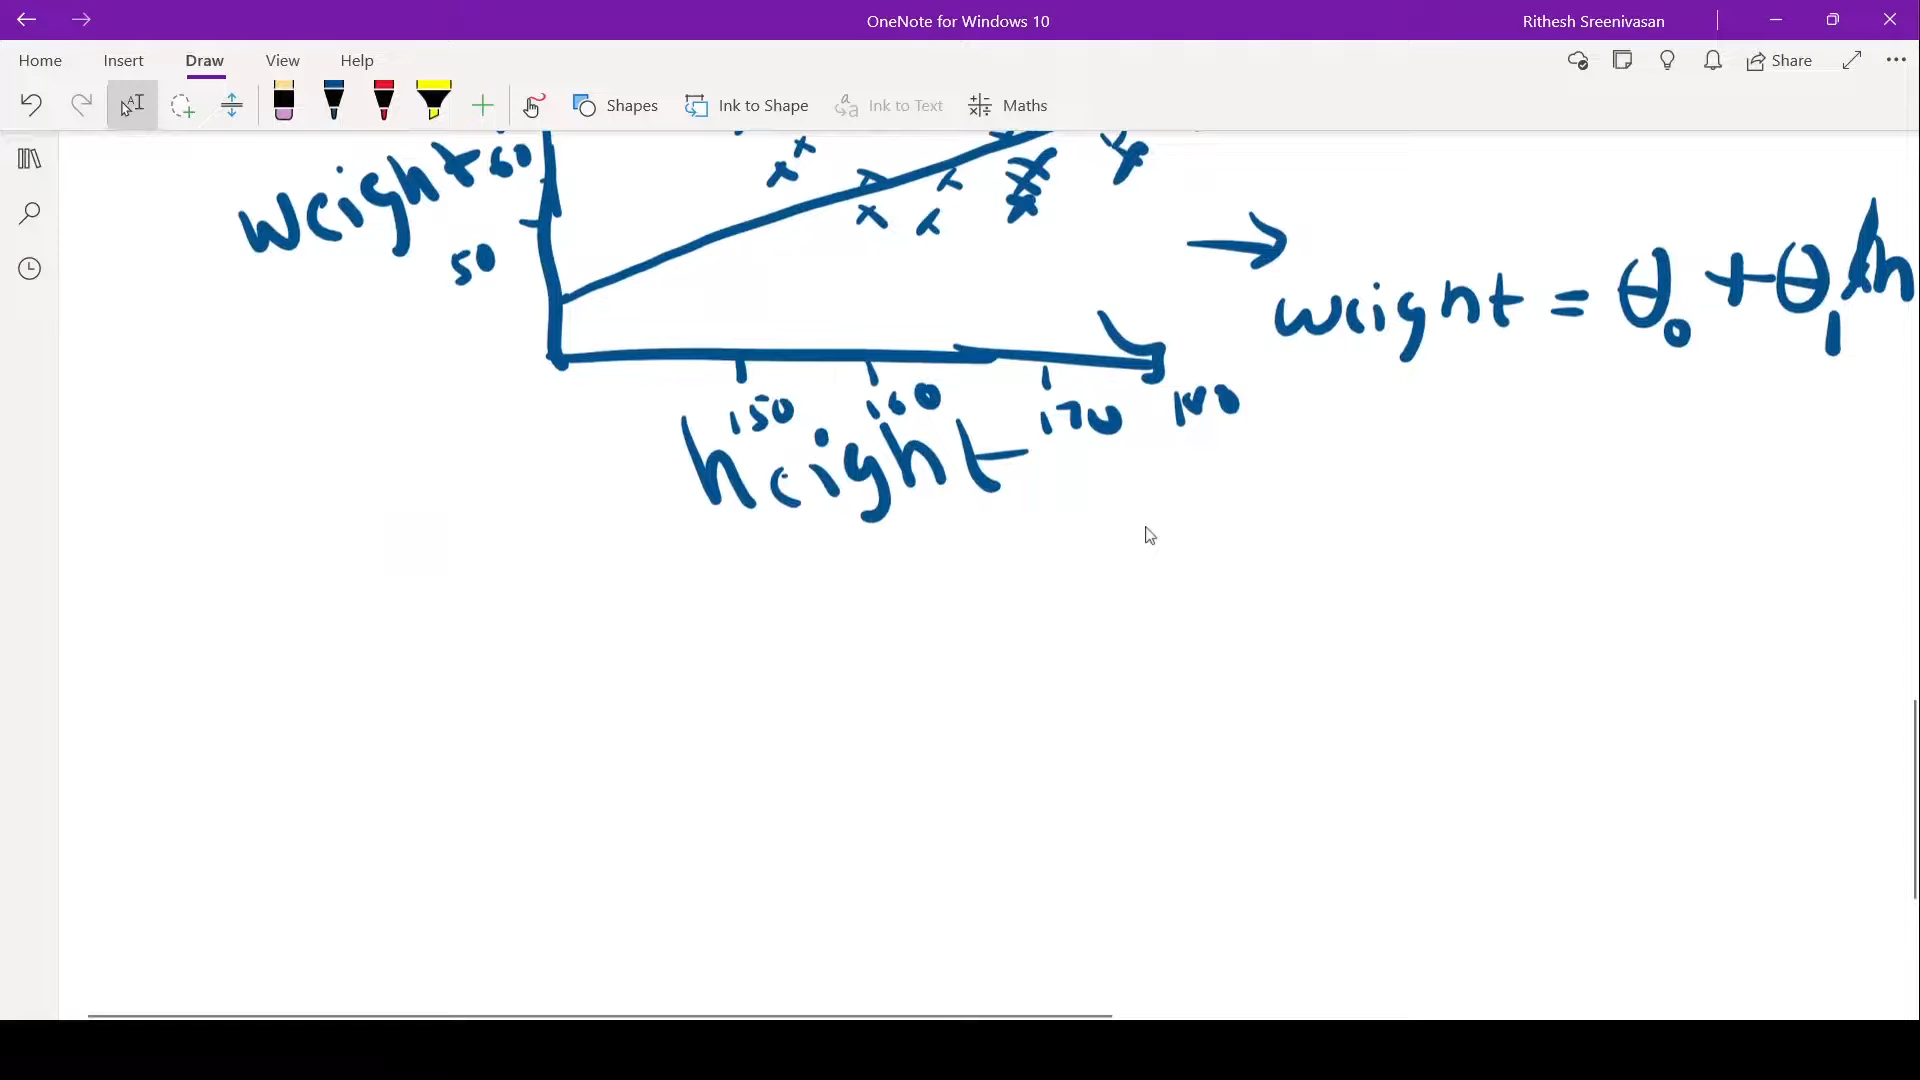 OneNote for Windows 10
Rithesh Sreenivasan
Home Insert Draw View Help
Share
Shapes Ink to Shape Ink to Text Maths
weight 60
50
weight = θ₀ + θ₁ h
150 160 170 180
height